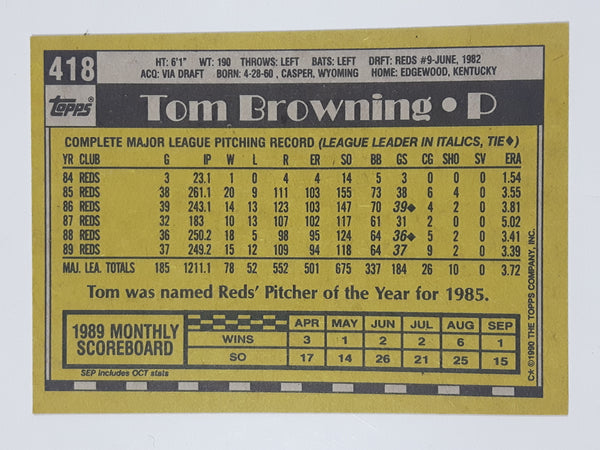 418
HT: 6'1" WT: 190 THROWS: LEFT BATS: LEFT DRFT: REDS #9-JUNE, 1982
ACQ: VIA DRAFT BORN: 4-28-60, CASPER, WYOMING HOME: EDGEWOOD, KENTUCKY
Topps®
Tom Browning • P
COMPLETE MAJOR LEAGUE PITCHING RECORD (LEAGUE LEADER IN ITALICS, TIE♦)
YR CLUB G IP W L R ER SO BB GS CG SHO SV ERA
84 REDS 3 23.1 1 0 4 4 14 5 3 0 0 0 1.54
85 REDS 38 261.1 20 9 111 103 155 73 38 6 4 0 3.55
86 REDS 39 243.1 14 13 123 103 147 70 39♦ 4 2 0 3.81
87 REDS 32 183 10 13 107 102 117 61 31 2 0 0 5.02
88 REDS 36 250.2 18 5 98 95 124 64 36♦ 5 2 0 3.41
89 REDS 37 249.2 15 12 109 94 118 64 37 9 2 0 3.39
MAJ. LEA. TOTALS 185 1211.1 78 52 552 501 675 337 184 26 10 0 3.72
Tom was named Reds' Pitcher of the Year for 1985.
1989 MONTHLY SCOREBOARD
APR MAY JUN JUL AUG SEP
WINS 3 1 2 2 6 1
SO 17 14 26 21 25 15
SEP includes OCT stats
C* ©1990 THE TOPPS COMPANY, INC.